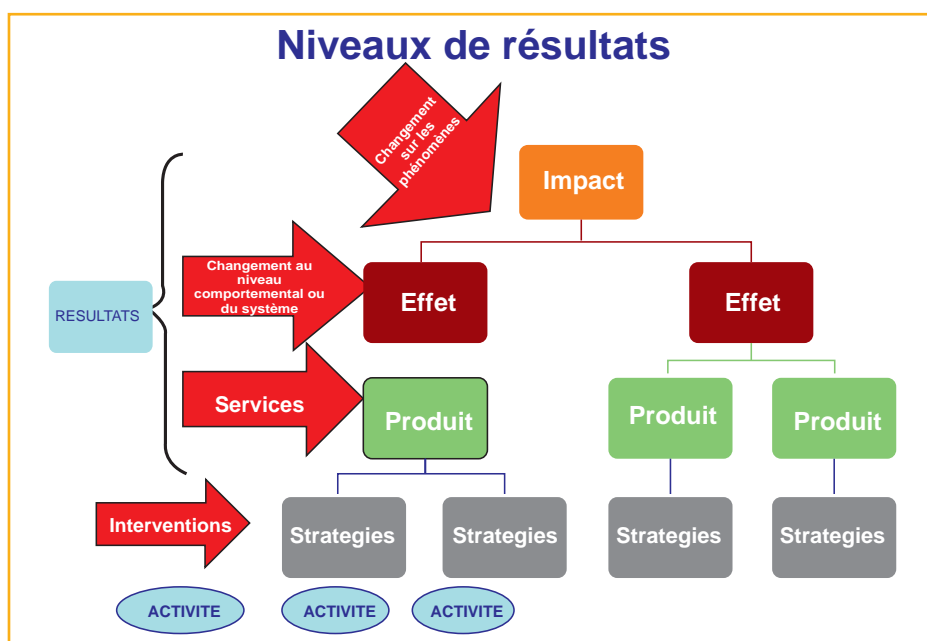 Niveaux de résultats
Changement
sur les
phénomènes
Impact
Changement au
niveau
comportemental ou
du système
Effet
Effet
RESULTATS
Services
Produit
Produit
Produit
Interventions
Strategies
Strategies
Strategies
Strategies
ACTIVITE
ACTIVITE
ACTIVITE